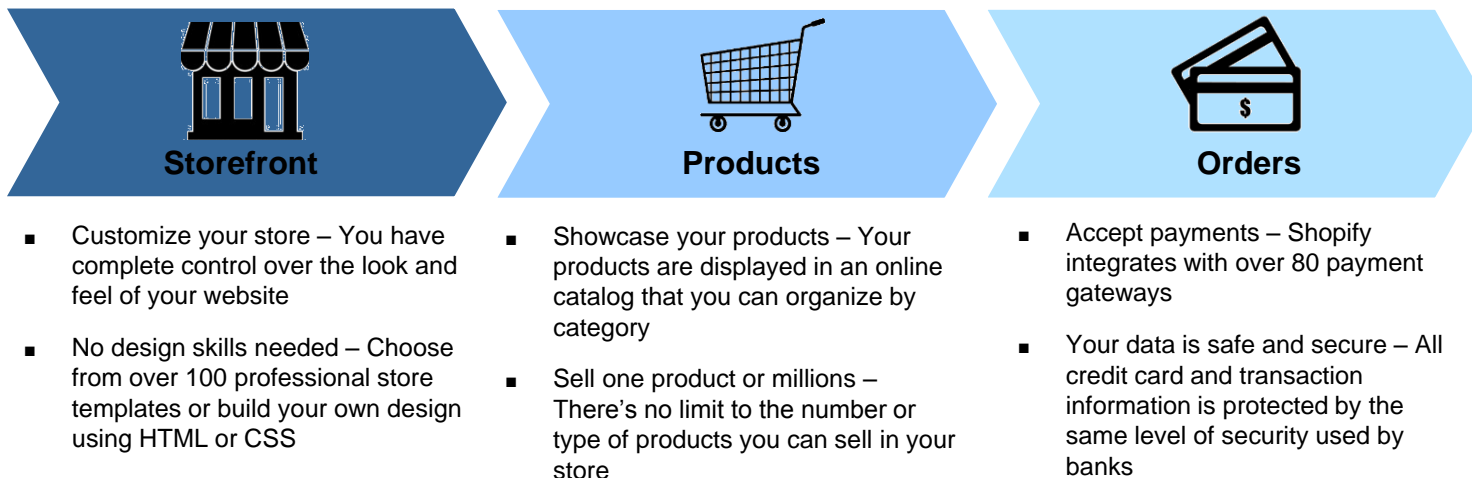 Storefront
Products
Orders
■ Customize your store – You have
complete control over the look and
feel of your website
■ No design skills needed – Choose
from over 100 professional store
templates or build your own design
using HTML or CSS
■ Showcase your products – Your
products are displayed in an online
catalog that you can organize by
category
■ Sell one product or millions –
There’s no limit to the number or
type of products you can sell in your
store
■ Accept payments – Shopify
integrates with over 80 payment
gateways
■ Your data is safe and secure – All
credit card and transaction
information is protected by the
same level of security used by
banks
$